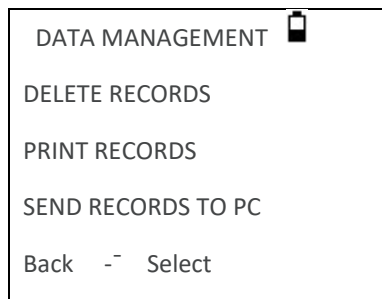 DATA MANAGEMENT
DELETE RECORDS
PRINT RECORDS
SEND RECORDS TO PC
Back -¯ Select